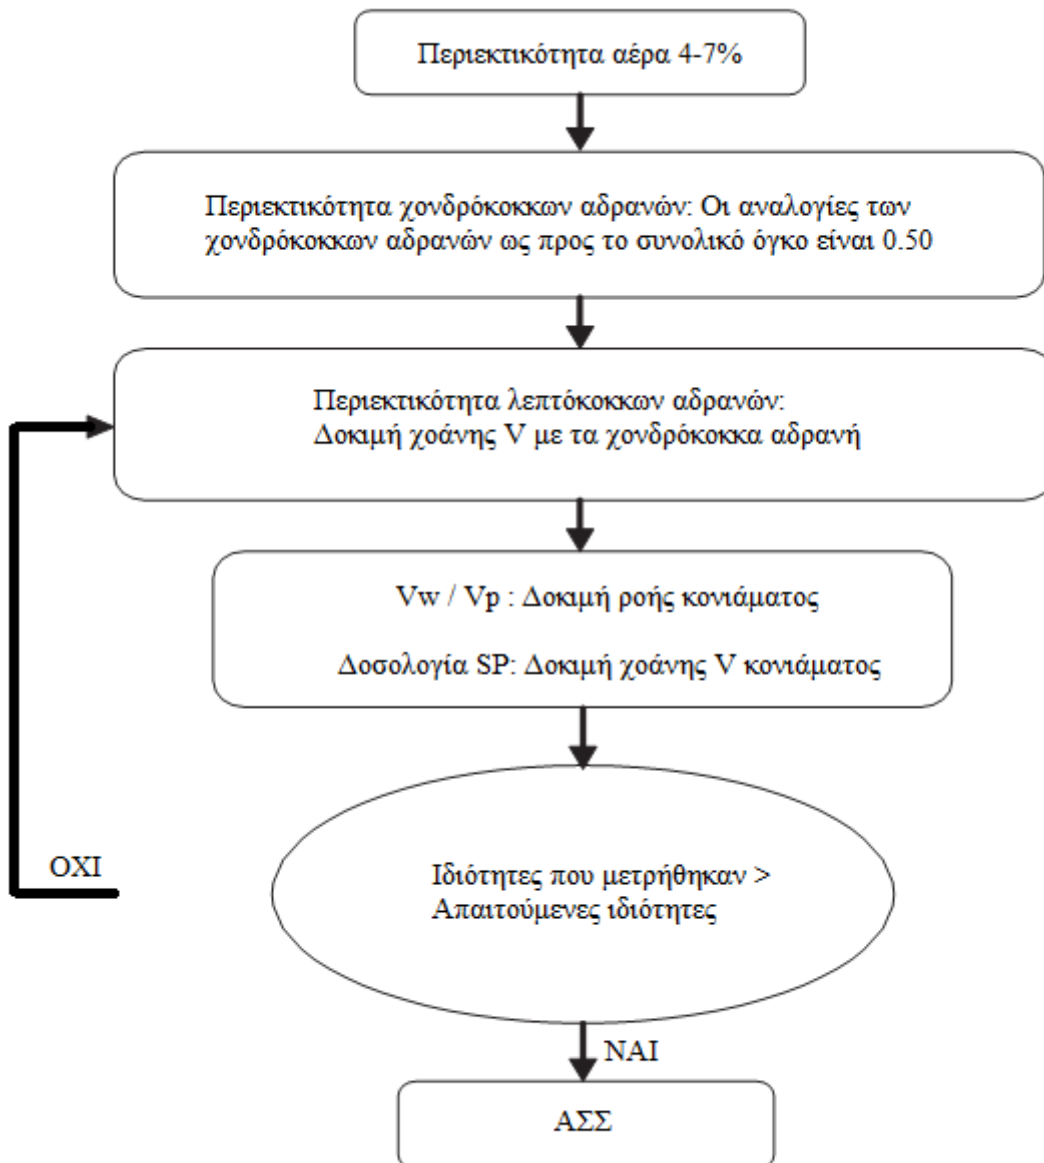 Περιεκτικότητα αέρα 4-7%
Περιεκτικότητα χονδρόκοκκων αδρανών: Οι αναλογίες των
χονδρόκοκκων αδρανών ως προς το συνολικό όγκο είναι 0.50
Περιεκτικότητα λεπτόκοκκων αδρανών:
Δοκιμή χοάνης V με τα χονδρόκοκκα αδρανή
Vw / Vp : Δοκιμή ροής κονιάματος
Δοσολογία SP: Δοκιμή χοάνης V κονιάματος
Ιδιότητες που μετρήθηκαν >
Απαιτούμενες ιδιότητες
ΟΧΙ
ΝΑΙ
ΑΣΣ